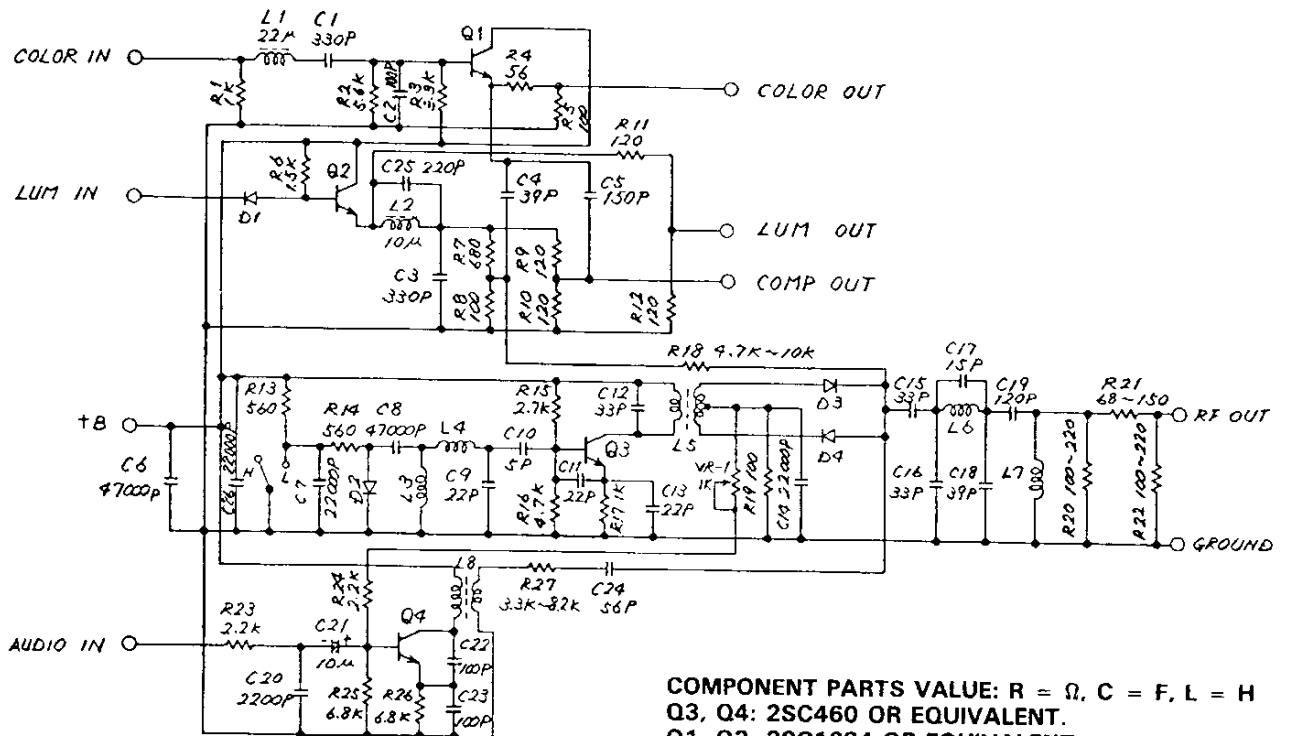 L1
22μ
C1
330P
Q1
R4
56
COLOR IN
COLOR OUT
R1
1K
R2
5.6K
C2
100P
R3
R5
100
R11
120
R6
1.5K
Q2
C25 220P
C4
39P
C5
150P
LUM IN
D1
L2
10μ
LUM OUT
R7
680
R9
120
C3
330P
COMP OUT
R8
100
R10
120
R12
120
R18 4.7K~10K
C17
15P
R13
560
R15
2.7K
C12
33P
D3
C15
33P
C19
120P
R21
68~150
RF OUT
+B
R14
560
C8
47000P
L4
C10
5P
Q3
L5
L6
D4
C6
47000P
C26 22000P
H
L
C7
22000P
D2
L3
C9
22P
C11
22P
R16
4.7K
R17 1K
C13
22P
VR-1
1K
R19 100
C14 22000P
C16
33P
C18
39P
L7
R20 100~220
R22 100~220
GROUND
L8
R24
2.2K
R27
3.3K~8.2K
C24
56P
R23
2.2K
C21
10μ
Q4
AUDIO IN
C22
100P
C20
2200P
R25
6.8K
R26
6.8K
C23
100P
COMPONENT PARTS VALUE: R = Ω, C = F, L = H
Q3, Q4: 2SC460 OR EQUIVALENT.